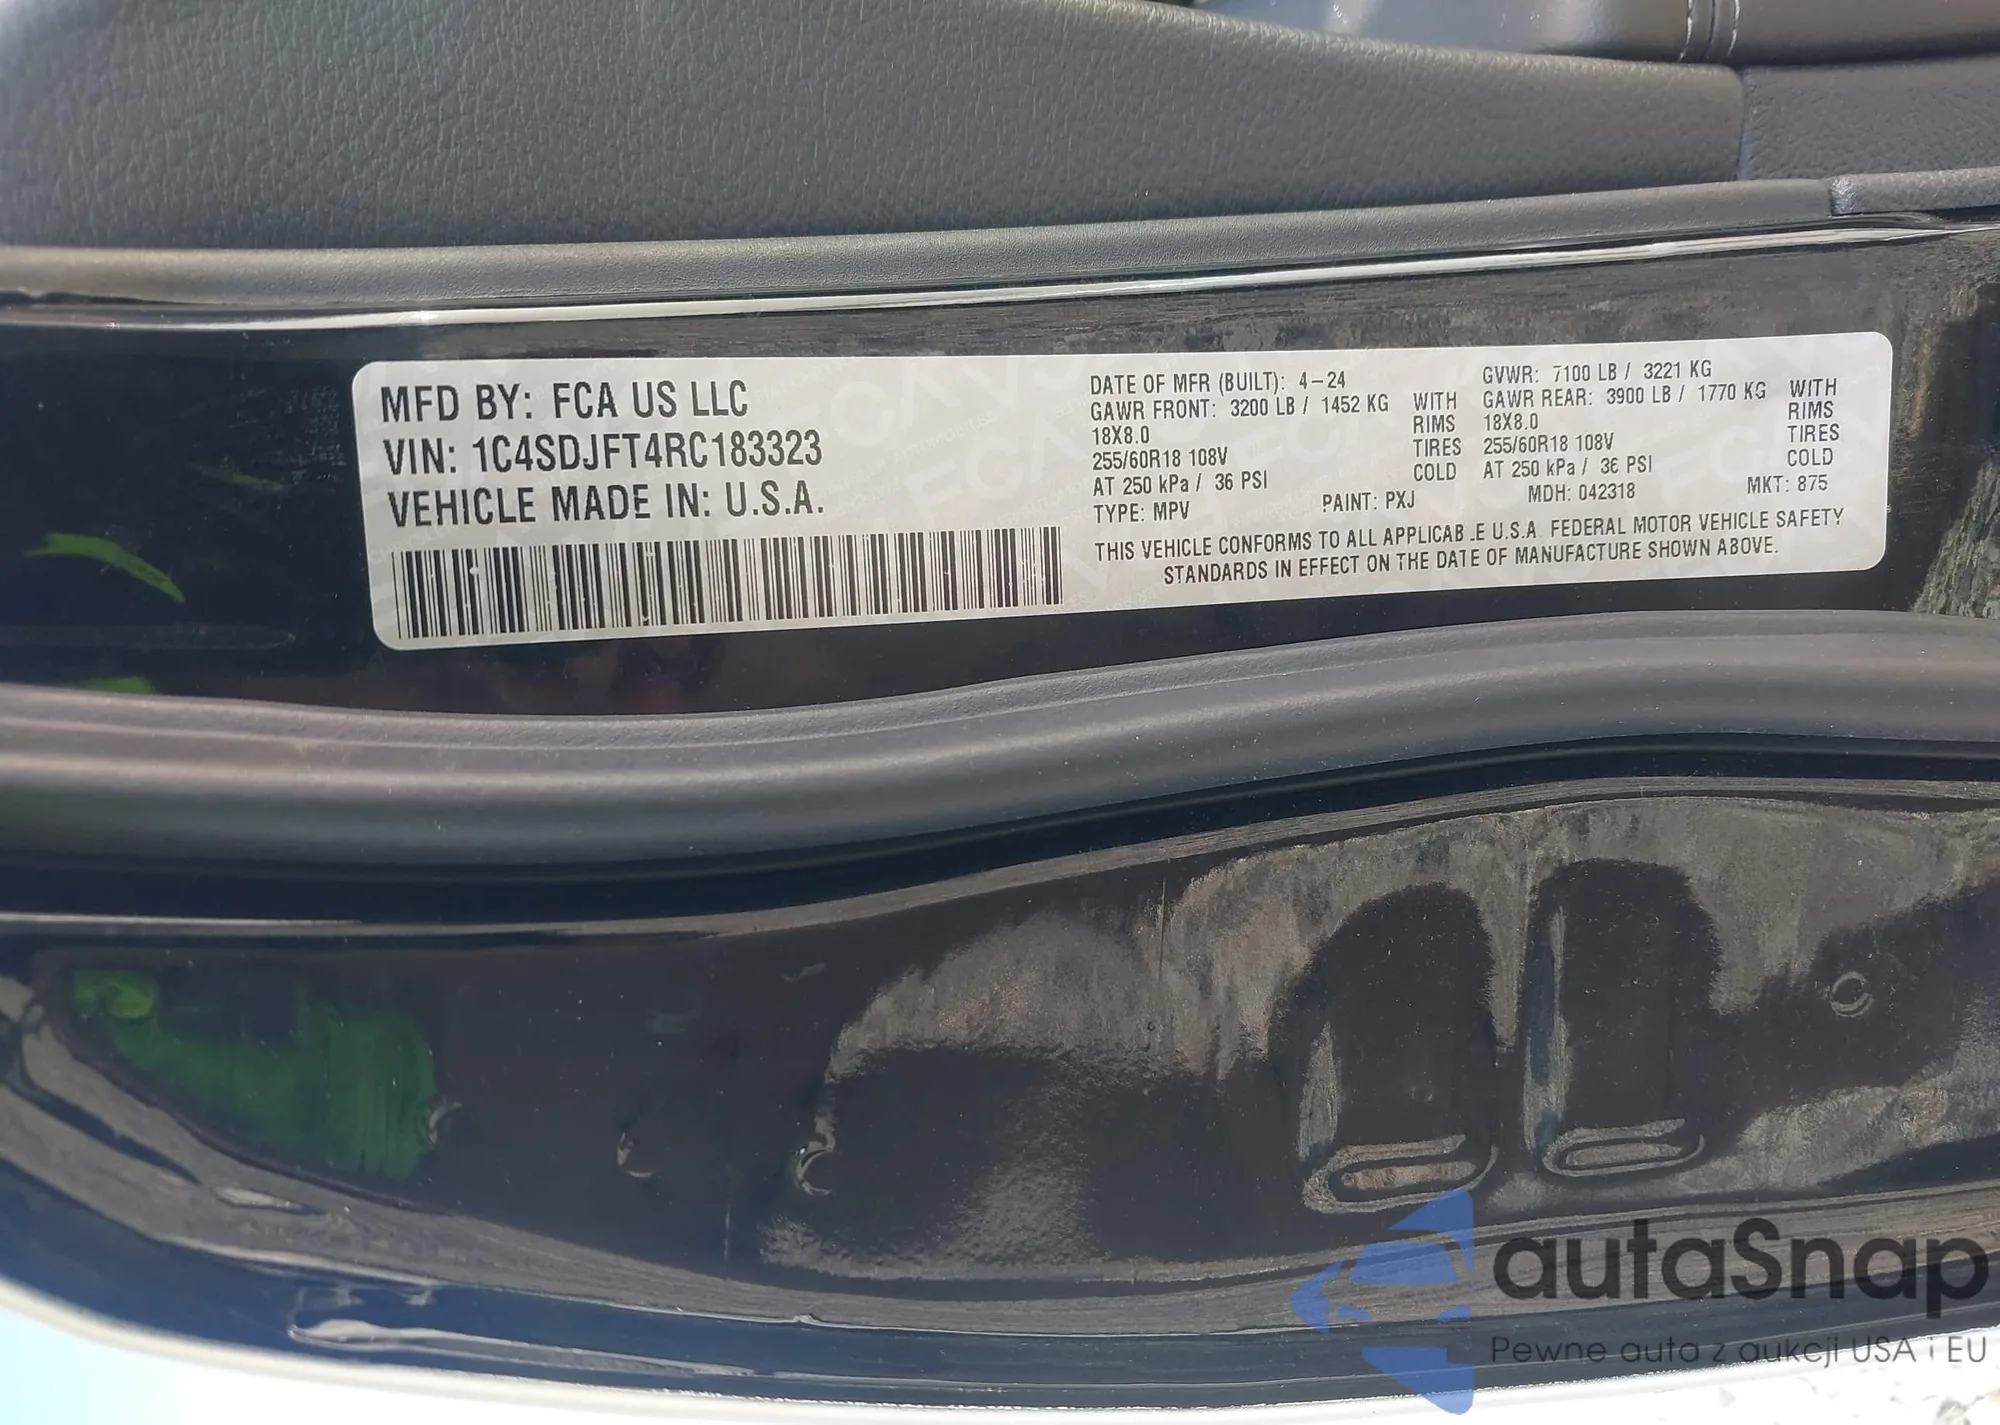 MFD BY: FCA US LLC
VIN: 1C4SDJFT4RC183323
VEHICLE MADE IN: U.S.A.
DATE OF MFR (BUILT): 4-24
GAWR FRONT: 3200 LB / 1452 KG WITH
18X8.0 RIMS
255/60R18 108V TIRES
AT 250 kPa / 36 PSI COLD
TYPE: MPV PAINT: PXJ
GVWR: 7100 LB / 3221 KG
GAWR REAR: 3900 LB / 1770 KG WITH
18X8.0 RIMS
255/60R18 108V TIRES
AT 250 kPa / 36 PSI COLD
MDH: 042318 MKT: 875
THIS VEHICLE CONFORMS TO ALL APPLICABLE U.S.A. FEDERAL MOTOR VEHICLE SAFETY
STANDARDS IN EFFECT ON THE DATE OF MANUFACTURE SHOWN ABOVE.
autaSnap
Pewne auta z aukcji USA i EU